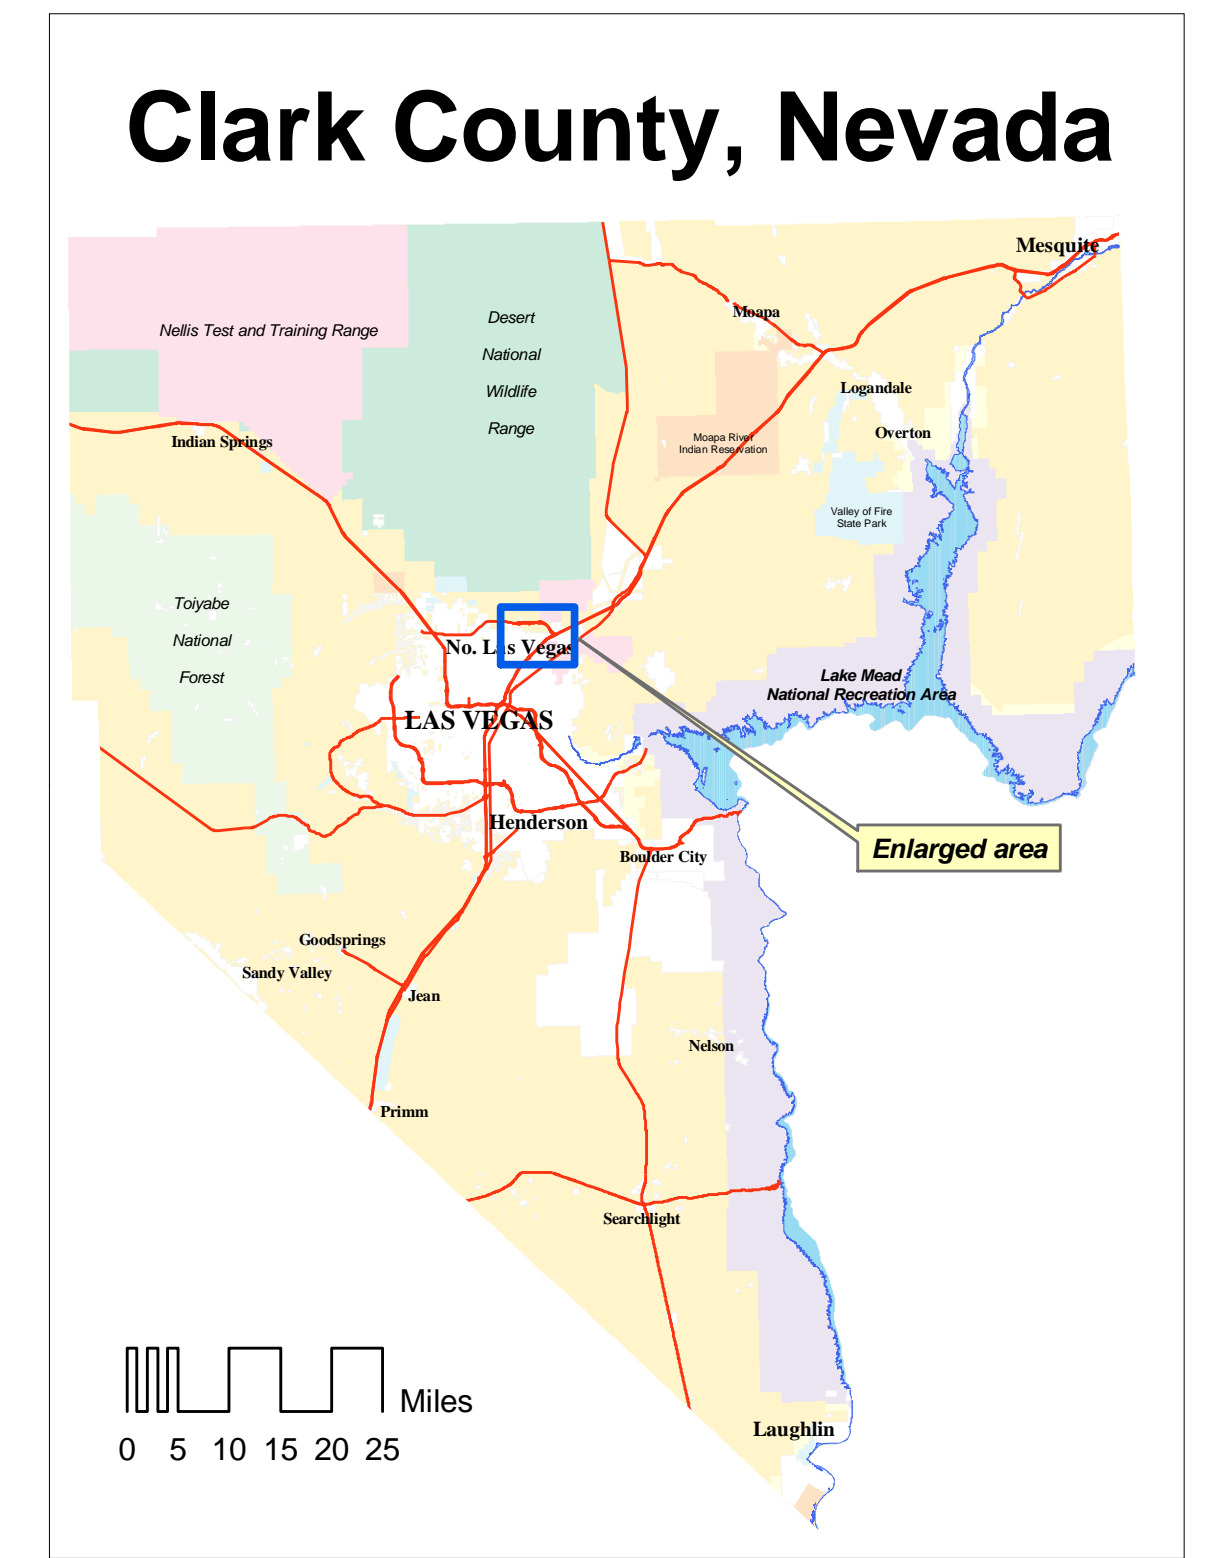 Clark County, Nevada
Mesquite
Moapa
Desert
National
Wildlife
Range
Nellis Test and Training Range
Logandale
Overton
Indian Springs
Moapa River
Indian Reservation
Valley of Fire
State Park
Toiyabe
National
Forest
No. Las Vegas
Lake Mead
National Recreation Area
LAS VEGAS
Henderson
Boulder City
Enlarged area
Goodsprings
Sandy Valley
Jean
Nelson
Primm
Searchlight
Laughlin
Miles
0 5 10 15 20 25